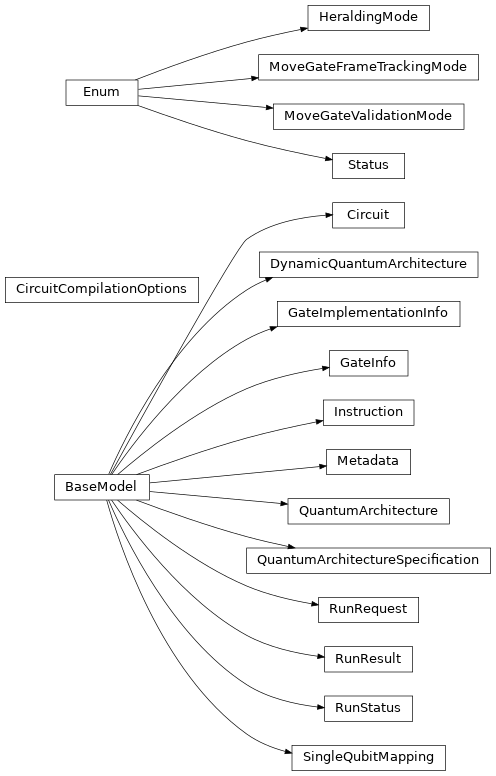 HeraldingMode
MoveGateFrameTrackingMode
Enum
MoveGateValidationMode
Status
Circuit
DynamicQuantumArchitecture
CircuitCompilationOptions
GateImplementationInfo
GateInfo
Instruction
Metadata
BaseModel
QuantumArchitecture
QuantumArchitectureSpecification
RunRequest
RunResult
RunStatus
SingleQubitMapping